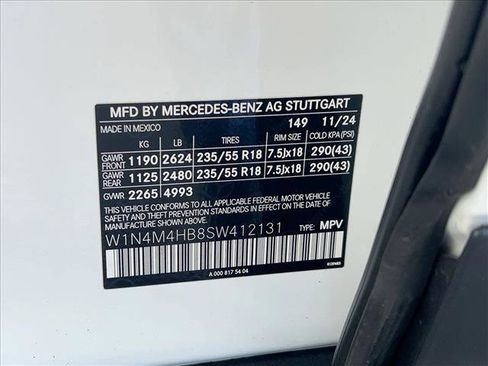 MFD BY MERCEDES-BENZ AG STUTTGART
MADE IN MEXICO 149 11/24
KG LB TIRES RIM SIZE COLD KPA (PSI)
GAWR FRONT 1190 2624 235/55 R18 7.5Jx18 290(43)
GAWR REAR 1125 2480 235/55 R18 7.5Jx18 290(43)
GVWR 2265 4993
THIS VEHICLE CONFORMS TO ALL APPLICABLE FEDERAL MOTOR VEHICLE
SAFETY STANDARDS AND THEFT PREVENTION STANDARDS IN EFFECT ON THE DATE OF
MANUFACTURE SHOWN ABOVE.
W1N4M4HB8SW412131 TYPE: MPV
A 000 817 54 04